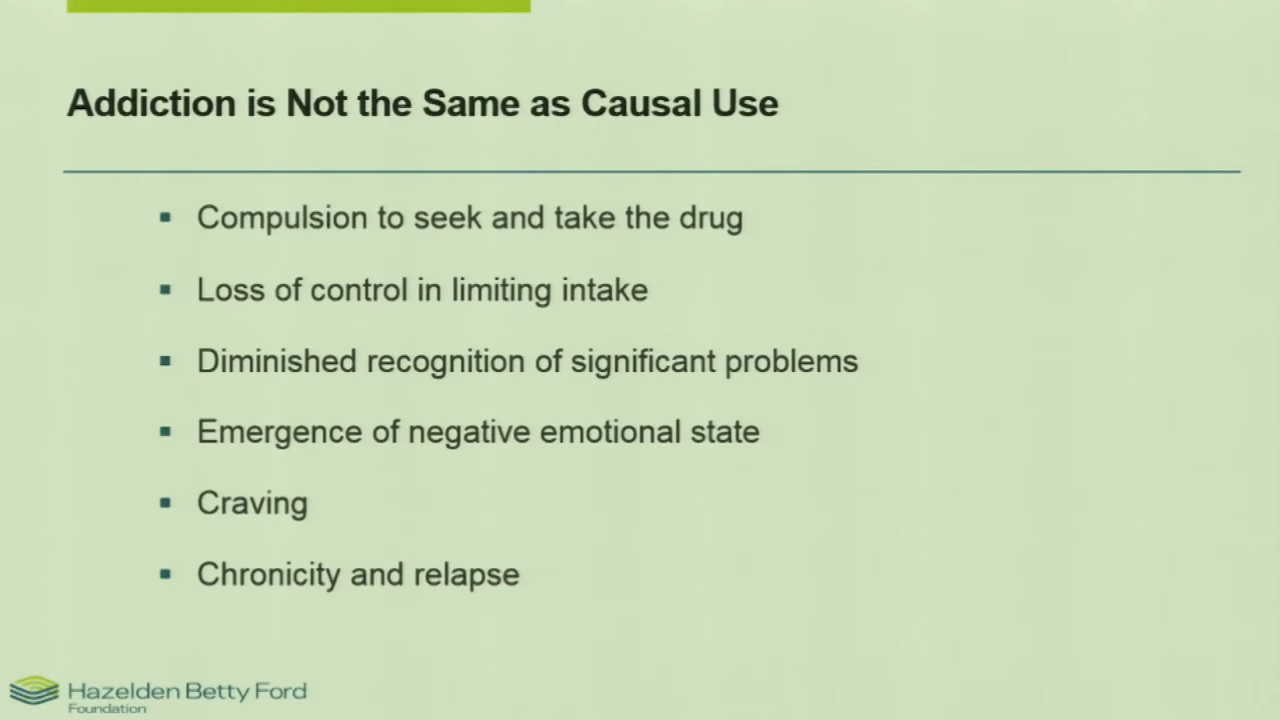 Addiction is Not the Same as Causal Use
▪ Compulsion to seek and take the drug
▪ Loss of control in limiting intake
▪ Diminished recognition of significant problems
▪ Emergence of negative emotional state
▪ Craving
▪ Chronicity and relapse
Hazelden Betty Ford
Foundation